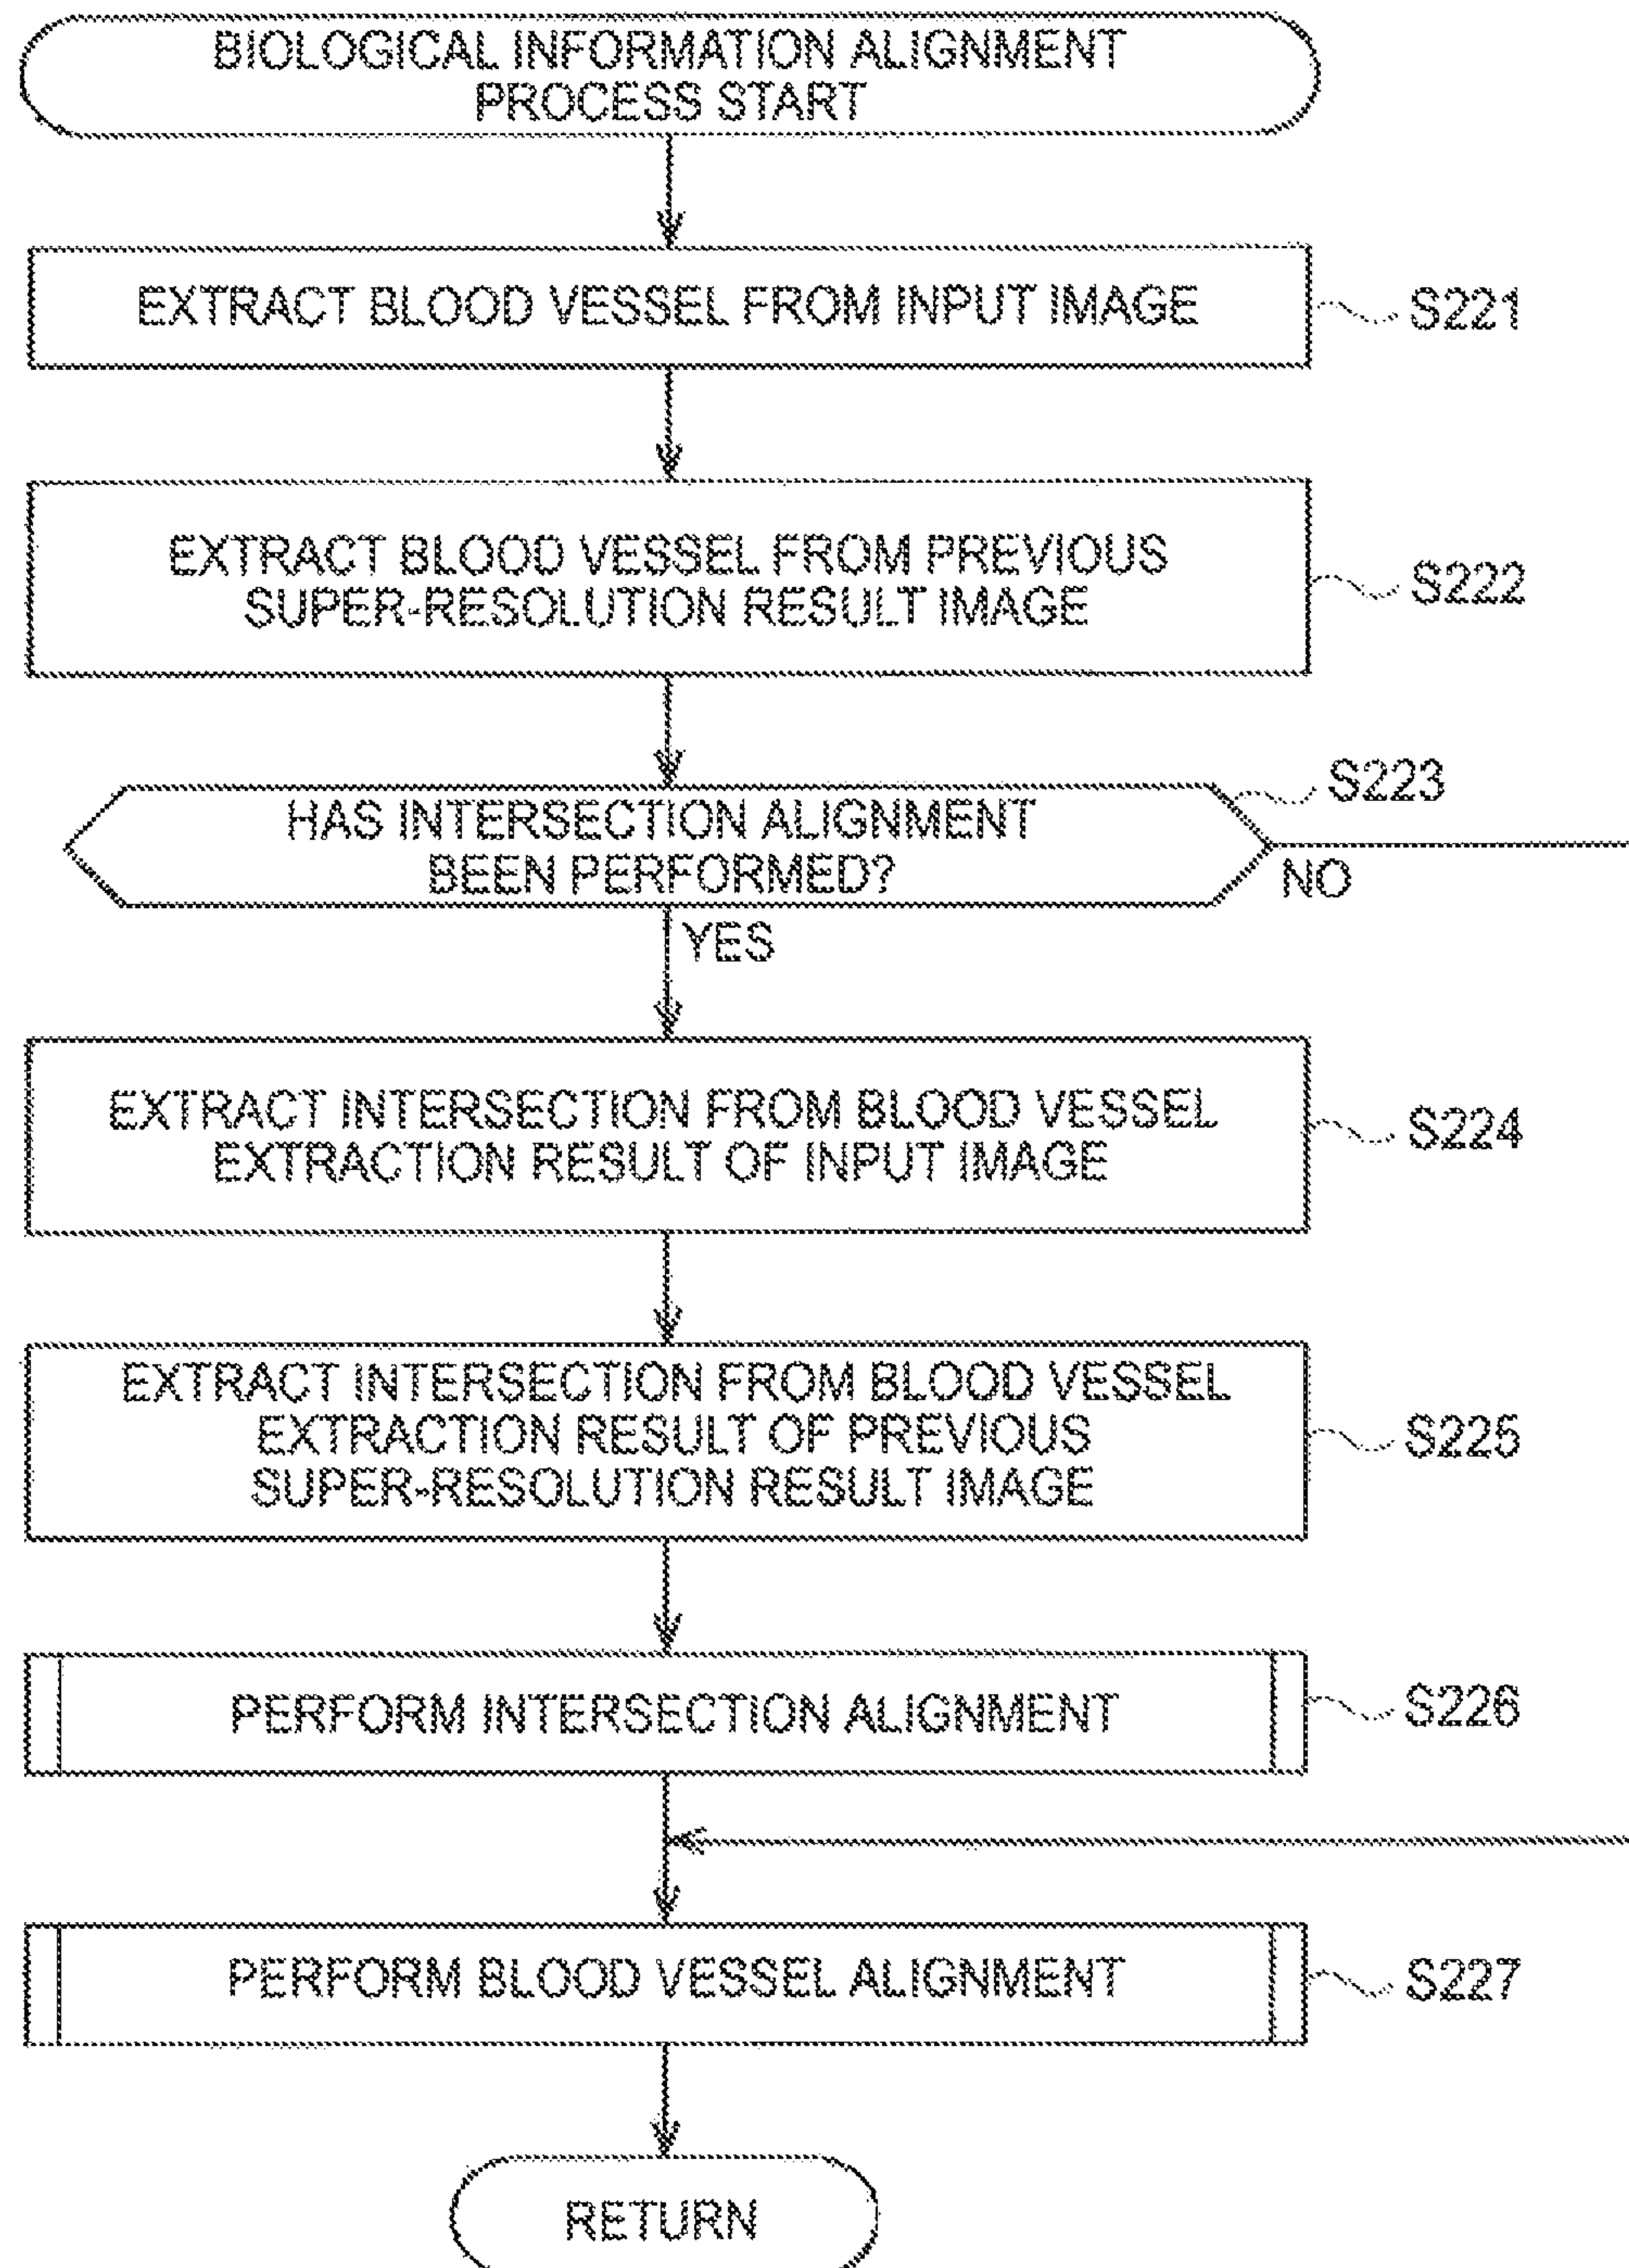 BIOLOGICAL INFORMATION ALIGNMENT
PROCESS START
EXTRACT BLOOD VESSEL FROM INPUT IMAGE
S221
EXTRACT BLOOD VESSEL FROM PREVIOUS
SUPER-RESOLUTION RESULT IMAGE
S222
S223
HAS INTERSECTION ALIGNMENT
BEEN PERFORMED?
NO
YES
EXTRACT INTERSECTION FROM BLOOD VESSEL
EXTRACTION RESULT OF INPUT IMAGE
S224
EXTRACT INTERSECTION FROM BLOOD VESSEL
EXTRACTION RESULT OF PREVIOUS
SUPER-RESOLUTION RESULT IMAGE
S225
PERFORM INTERSECTION ALIGNMENT
S226
PERFORM BLOOD VESSEL ALIGNMENT
S227
RETURN